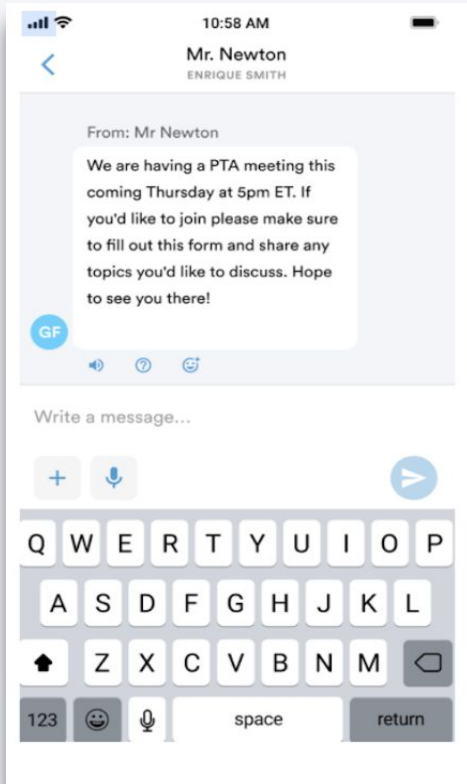 10:58 AM
Mr. Newton
ENRIQUE SMITH
From: Mr Newton
We are having a PTA meeting this
coming Thursday at 5pm ET. If
you'd like to join please make sure
to fill out this form and share any
topics you'd like to discuss. Hope
to see you there!
GF
Write a message...
Q W E R T Y U I O P
A S D F G H J K L
Z X C V B N M
123 space return